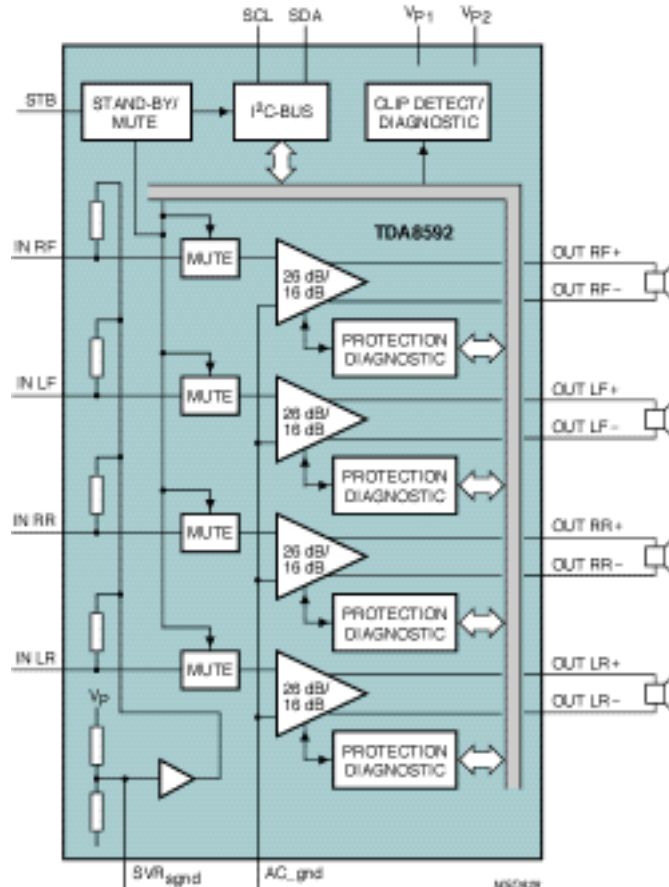 SCL SDA VP1 VP2
STB
STAND-BY/
MUTE
I²C-BUS
CLIP DETECT/
DIAGNOSTIC
TDA8592
IN RF
MUTE
26 dB/
16 dB
OUT RF+
OUT RF−
PROTECTION
DIAGNOSTIC
IN LF
MUTE
26 dB/
16 dB
OUT LF+
OUT LF−
PROTECTION
DIAGNOSTIC
IN RR
MUTE
26 dB/
16 dB
OUT RR+
OUT RR−
PROTECTION
DIAGNOSTIC
IN LR
MUTE
26 dB/
16 dB
OUT LR+
OUT LR−
VP
PROTECTION
DIAGNOSTIC
SVRsgnd
AC_gnd